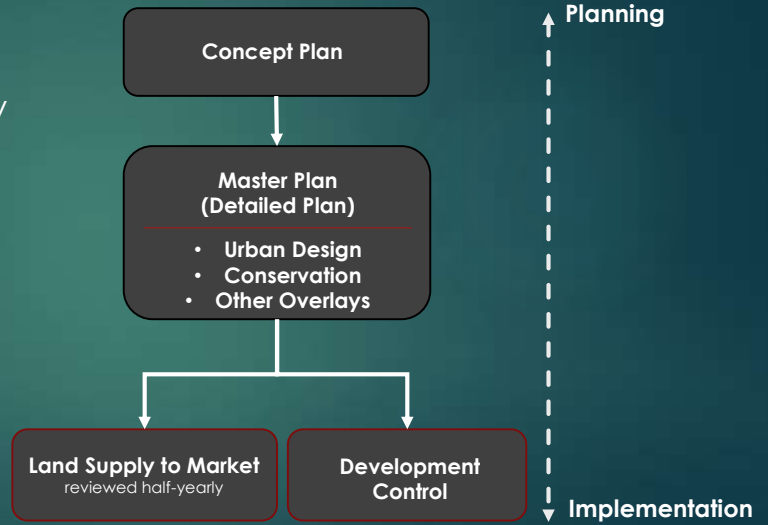 Planning
Concept Plan
Master Plan
(Detailed Plan)
• Urban Design
• Conservation
• Other Overlays
Land Supply to Market
reviewed half-yearly
Development
Control
Implementation